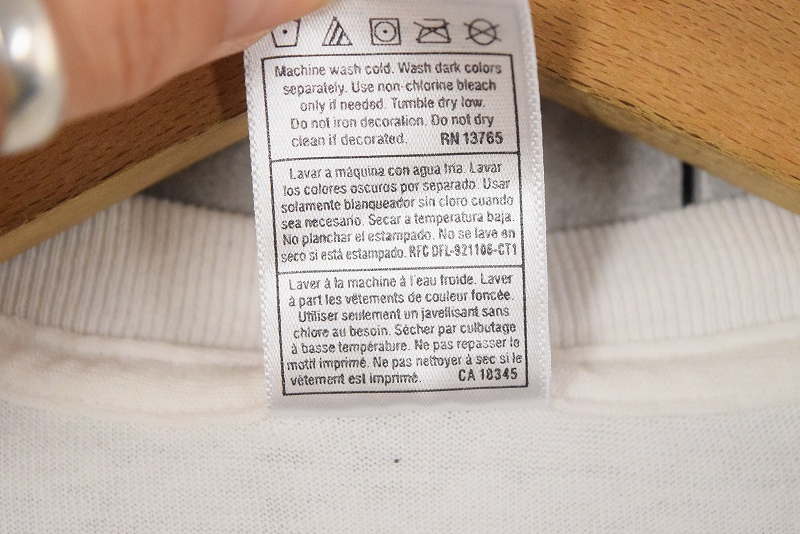 Machine wash cold. Wash dark colors
separately. Use non-chlorine bleach
only if needed. Tumble dry low.
Do not iron decoration. Do not dry
clean if decorated. RN 13765
Lavar a máquina con agua fria. Lavar
los colores oscuros por separado. Usar
solamente blanqueador sin cloro cuando
sea necesario. Secar a temperatura baja.
No planchar el estampado. No se lave en
seco si está estampado. RFC DFL-921106-CT1
Laver à la machine à l'eau froide. Laver
à part les vêtements de couleur foncée.
Utiliser seulement un javellisant sans
chlore au besoin. Sécher par culbutage
à basse température. Ne pas repasser le
motif imprimé. Ne pas nettoyer à sec si le
vêtement est imprimé. CA 18345